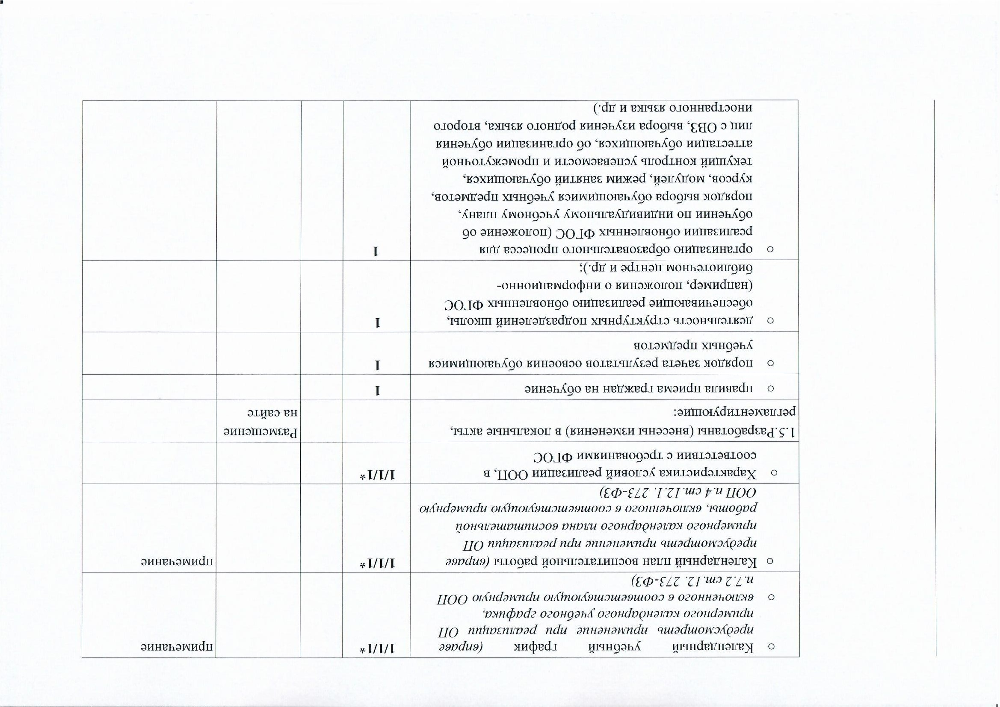 ○ Календарный учебный график (вправе 1/1/1* примечание
предусмотреть применение при реализации ОП
примерного календарного учебного графика,
○ включенного в соответствующую примерную ООП
п.7.2 ст.12. 273-ФЗ)
○ Календарный план воспитательной работы (вправе 1/1/1* примечание
предусмотреть применение при реализации ОП
примерного календарного плана воспитательной
работы, включенного в соответствующую примерную
ООП п.4 ст.12.1. 273-ФЗ)
○ Характеристика условий реализации ООП, в 1/1/1*
соответствии с требованиями ФГОС
1.5.Разработаны (внесены изменения) в локальные акты, Размещение
регламентирующие: на сайте
○ правила приема граждан на обучение 1
○ порядок зачета результатов освоения обучающимися 1
учебных предметов
○ деятельность структурных подразделений школы, 1
обеспечивающие реализацию обновленных ФГОС
(например, положения о информационно-
библиотечном центре и др.);
○ организацию образовательного процесса для 1
реализации обновленных ФГОС (положение об
обучении по индивидуальному учебному плану,
порядок выбора обучающимися учебных предметов,
курсов, модулей, режим занятий обучающихся,
текущий контроль успеваемости и промежуточной
аттестации обучающихся, об организации обучения
лиц с ОВЗ, выбора изучения родного языка, второго
иностранного языка и др.)